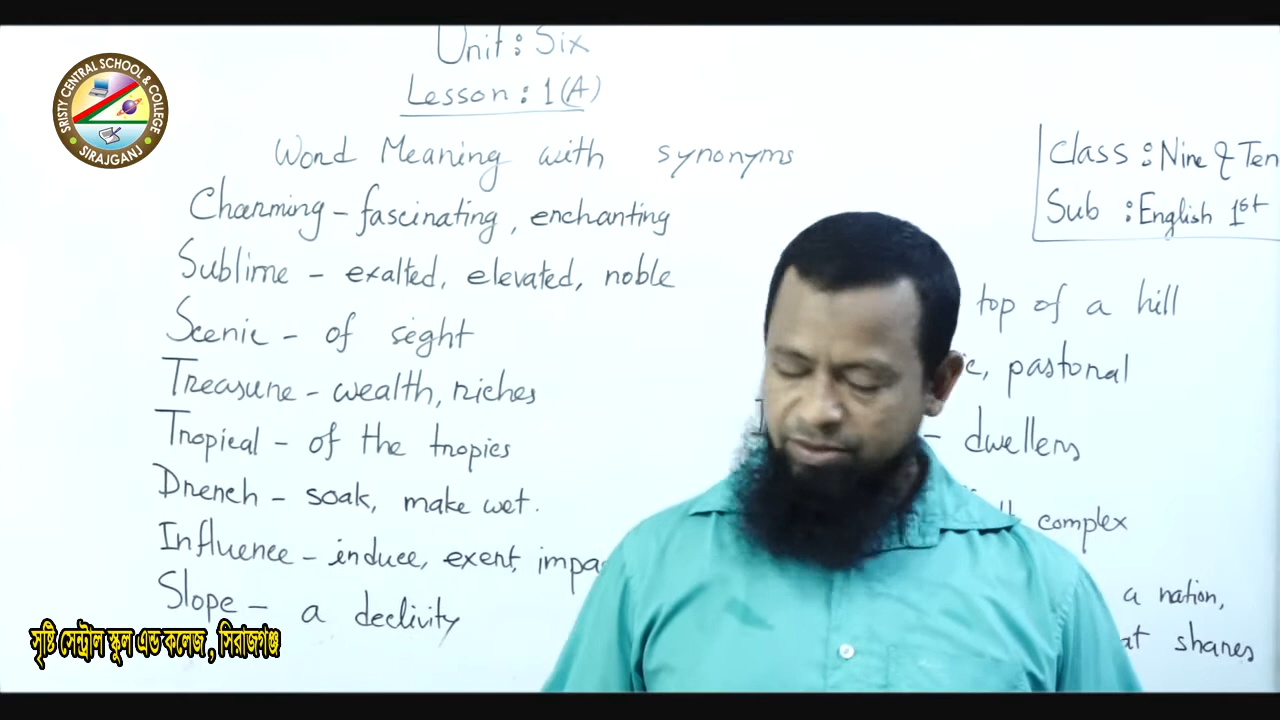 SRISTY CENTRAL SCHOOL & COLLEGE
SIRAJGANJ
Unit : Six
Lesson : 1(A)
Word Meaning with synonyms
Class : Nine & Ten
Sub : English 1st
Charming – fascinating, enchanting
Sublime – exalted, elevated, noble
Scenic – of sight
Treasure – wealth, riches
Tropical – of the tropics
Drench – soak, make wet.
Influence – induce, exert,
Slope – a declivity
top of a hill
pastoral
– dwellers
complex
a nation,
shares
সৃষ্টি সেন্ট্রাল স্কুল এন্ড কলেজ, সিরাজগঞ্জ